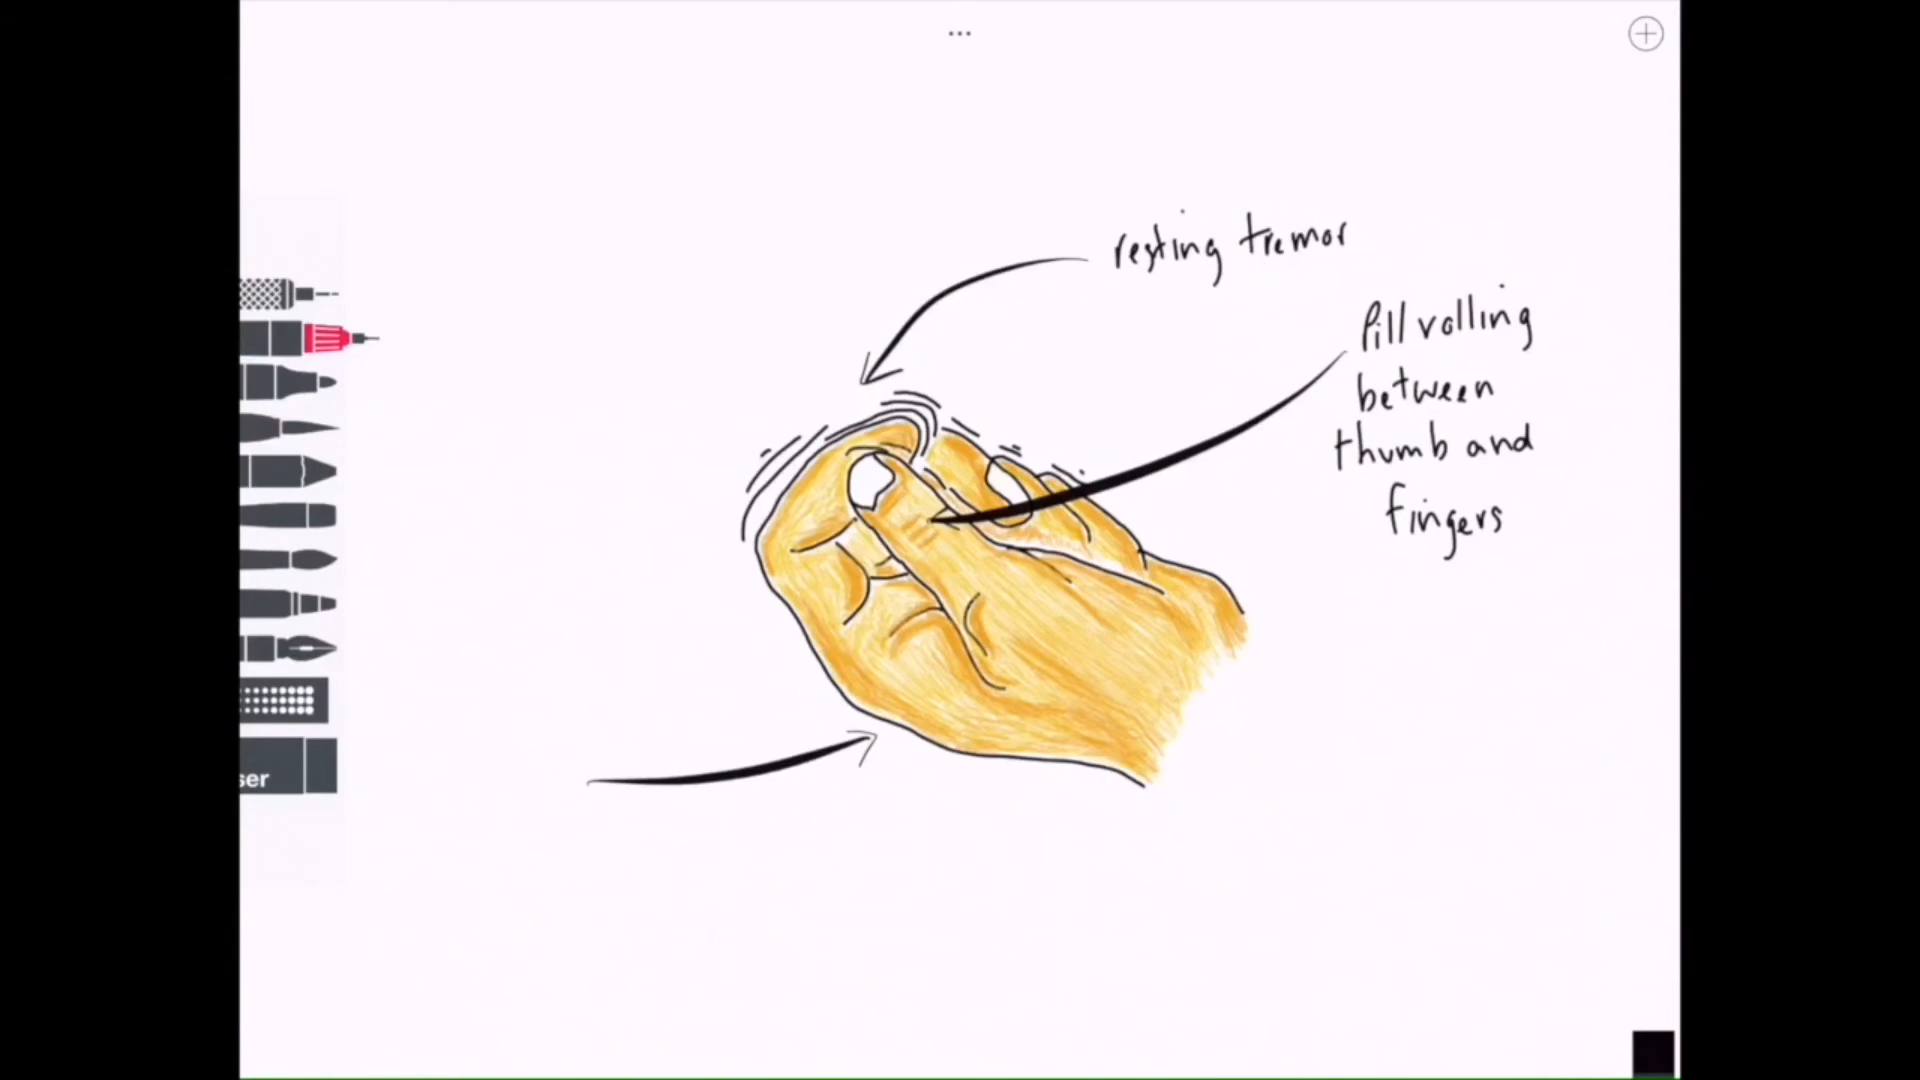 resting tremor
Pill rolling
between
thumb and
fingers
ser